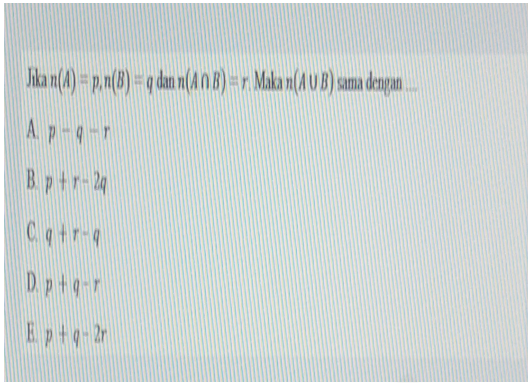 Jika n(A) = p, n(B) = q dan n(A ∩ B) = r. Maka n(A ∪ B) sama dengan ....
A. p - q - r
B. p + r - 2q
C. q + r - q
D. p + q - r
E. p + q - 2r